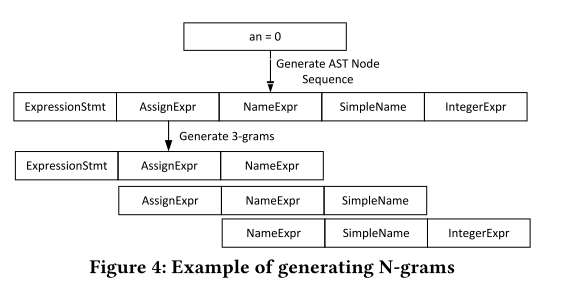 an = 0
Generate AST Node
Sequence
ExpressionStmt AssignExpr NameExpr SimpleName IntegerExpr
Generate 3-grams
ExpressionStmt AssignExpr NameExpr
AssignExpr NameExpr SimpleName
NameExpr SimpleName IntegerExpr
Figure 4: Example of generating N-grams